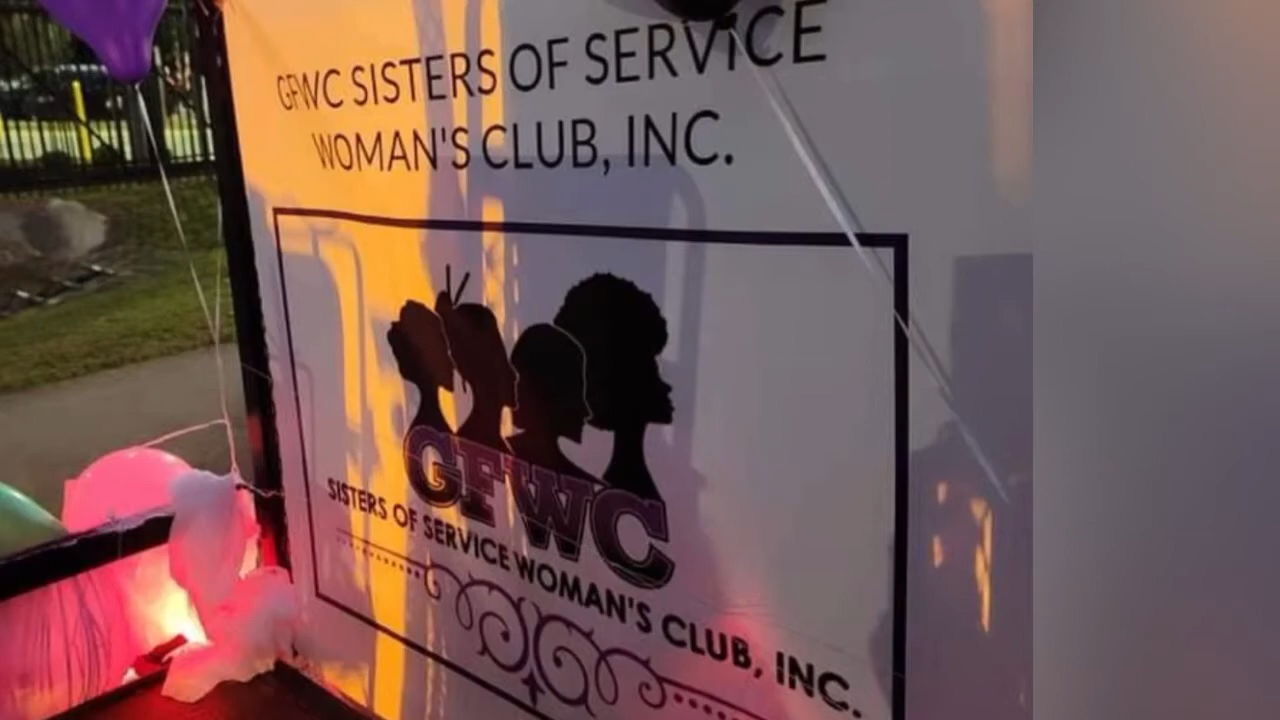 GFWC SISTERS OF SERVICE
WOMAN'S CLUB, INC.
GFWC
SISTERS OF SERVICE WOMAN'S CLUB, INC.